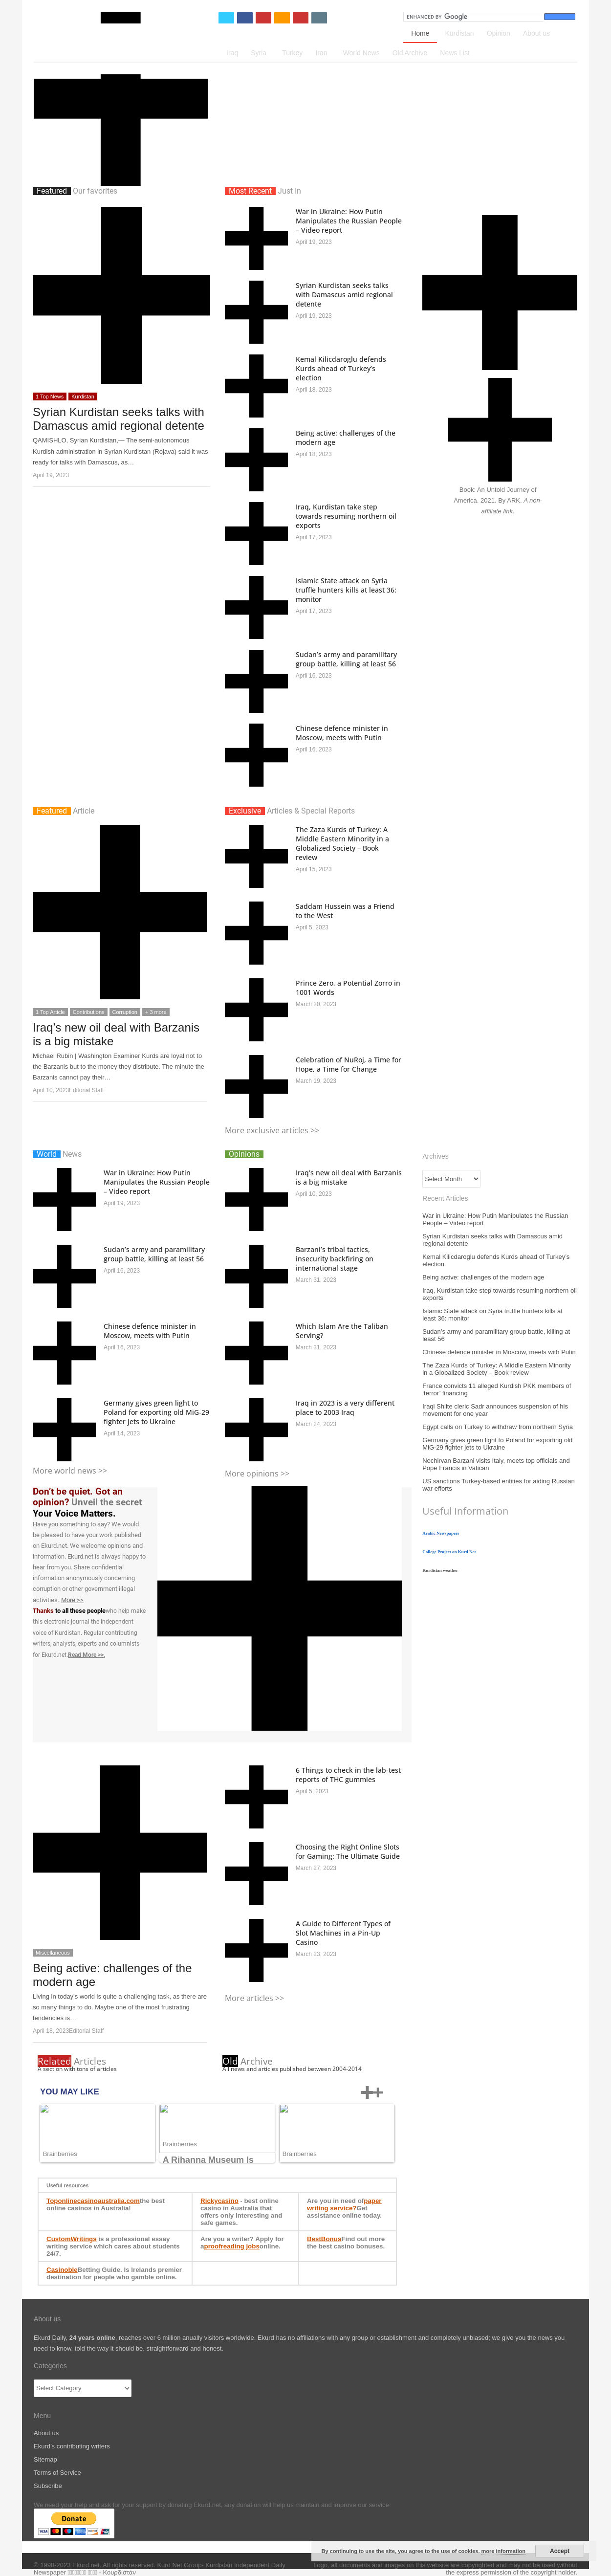 ENHANCED BY Google
Home
Kurdistan
Opinion
About us
Iraq
Syria
Turkey
Iran
World News
Old Archive
News List
Featured Our favorites
1 Top News Kurdistan
Syrian Kurdistan seeks talks with
Damascus amid regional detente
QAMISHLO, Syrian Kurdistan,— The semi-autonomous
Kurdish administration in Syrian Kurdistan (Rojava) said it was
ready for talks with Damascus, as…
April 19, 2023
Most Recent Just In
War in Ukraine: How Putin
Manipulates the Russian People
– Video report
April 19, 2023
Syrian Kurdistan seeks talks
with Damascus amid regional
detente
April 19, 2023
Kemal Kilicdaroglu defends
Kurds ahead of Turkey's
election
April 18, 2023
Being active: challenges of the
modern age
April 18, 2023
Iraq, Kurdistan take step
towards resuming northern oil
exports
April 17, 2023
Islamic State attack on Syria
truffle hunters kills at least 36:
monitor
April 17, 2023
Sudan's army and paramilitary
group battle, killing at least 56
April 16, 2023
Chinese defence minister in
Moscow, meets with Putin
April 16, 2023
Book: An Untold Journey of
America. 2021. By ARK. A non-
affiliate link.
Featured Article
1 Top Article Contributions Corruption + 3 more
Iraq's new oil deal with Barzanis
is a big mistake
Michael Rubin | Washington Examiner Kurds are loyal not to
the Barzanis but to the money they distribute. The minute the
Barzanis cannot pay their…
April 10, 2023Editorial Staff
Exclusive Articles & Special Reports
The Zaza Kurds of Turkey: A
Middle Eastern Minority in a
Globalized Society – Book
review
April 15, 2023
Saddam Hussein was a Friend
to the West
April 5, 2023
Prince Zero, a Potential Zorro in
1001 Words
March 20, 2023
Celebration of NuRoj, a Time for
Hope, a Time for Change
March 19, 2023
More exclusive articles >>
World News
War in Ukraine: How Putin
Manipulates the Russian People
– Video report
April 19, 2023
Sudan's army and paramilitary
group battle, killing at least 56
April 16, 2023
Chinese defence minister in
Moscow, meets with Putin
April 16, 2023
Germany gives green light to
Poland for exporting old MiG-29
fighter jets to Ukraine
April 14, 2023
More world news >>
Opinions
Iraq's new oil deal with Barzanis
is a big mistake
April 10, 2023
Barzani's tribal tactics,
insecurity backfiring on
international stage
March 31, 2023
Which Islam Are the Taliban
Serving?
March 31, 2023
Iraq in 2023 is a very different
place to 2003 Iraq
March 24, 2023
More opinions >>
Archives
Select Month
Recent Articles
War in Ukraine: How Putin Manipulates the Russian
People – Video report
Syrian Kurdistan seeks talks with Damascus amid
regional detente
Kemal Kilicdaroglu defends Kurds ahead of Turkey's
election
Being active: challenges of the modern age
Iraq, Kurdistan take step towards resuming northern oil
exports
Islamic State attack on Syria truffle hunters kills at
least 36: monitor
Sudan's army and paramilitary group battle, killing at
least 56
Chinese defence minister in Moscow, meets with Putin
The Zaza Kurds of Turkey: A Middle Eastern Minority
in a Globalized Society – Book review
France convicts 11 alleged Kurdish PKK members of
'terror' financing
Iraqi Shiite cleric Sadr announces suspension of his
movement for one year
Egypt calls on Turkey to withdraw from northern Syria
Germany gives green light to Poland for exporting old
MiG-29 fighter jets to Ukraine
Nechirvan Barzani visits Italy, meets top officials and
Pope Francis in Vatican
US sanctions Turkey-based entities for aiding Russian
war efforts
Useful Information
Arabic Newspapers
College Project on Kurd Net
Kurdistan weather
Don't be quiet. Got an
opinion? Unveil the secret
Your Voice Matters.
Have you something to say? We would
be pleased to have your work published
on Ekurd.net. We welcome opinions and
information. Ekurd.net is always happy to
hear from you. Share confidential
information anonymously concerning
corruption or other government illegal
activities. More >>
Thanks to all these peoplewho help make
this electronic journal the independent
voice of Kurdistan. Regular contributing
writers, analysts, experts and columnists
for Ekurd.net.Read More >>.
Miscellaneous
Being active: challenges of the
modern age
Living in today's world is quite a challenging task, as there are
so many things to do. Maybe one of the most frustrating
tendencies is…
April 18, 2023Editorial Staff
6 Things to check in the lab-test
reports of THC gummies
April 5, 2023
Choosing the Right Online Slots
for Gaming: The Ultimate Guide
March 27, 2023
A Guide to Different Types of
Slot Machines in a Pin-Up
Casino
March 23, 2023
More articles >>
Related Articles
A section with tons of articles
Old Archive
All news and articles published between 2004-2014
YOU MAY LIKE
Brainberries
Brainberries
A Rihanna Museum Is
Brainberries
Useful resources
Toponlinecasinoaustralia.comthe best
online casinos in Australia!
Rickycasino - best online
casino in Australia that
offers only interesting and
safe games.
Are you in need ofpaper
writing service?Get
assistance online today.
CustomWritings is a professional essay
writing service which cares about students
24/7.
Are you a writer? Apply for
aproofreading jobsonline.
BestBonusFind out more
the best casino bonuses.
CasinobleBetting Guide. Is Irelands premier
destination for people who gamble online.
About us
Ekurd Daily, 24 years online, reaches over 6 million anually visitors worldwide. Ekurd has no affiliations with any group or establishment and completely unbiased; we give you the news you
need to know, told the way it should be, straightforward and honest.
Categories
Select Category
Menu
About us
Ekurd's contributing writers
Sitemap
Terms of Service
Subscribe
We need your help and ask for your support by donating Ekurd.net, any donation will help us maintain and improve our service
Donate
By continuing to use the site, you agree to the use of cookies. more information
Accept
© 1998-2023 Ekurd.net. All rights reserved. Kurd Net Group- Kurdistan Independent Daily
Newspaper - Κουρδιστάν
Logo, all documents and images on this website are copyrighted and may not be used without
the express permission of the copyright holder.